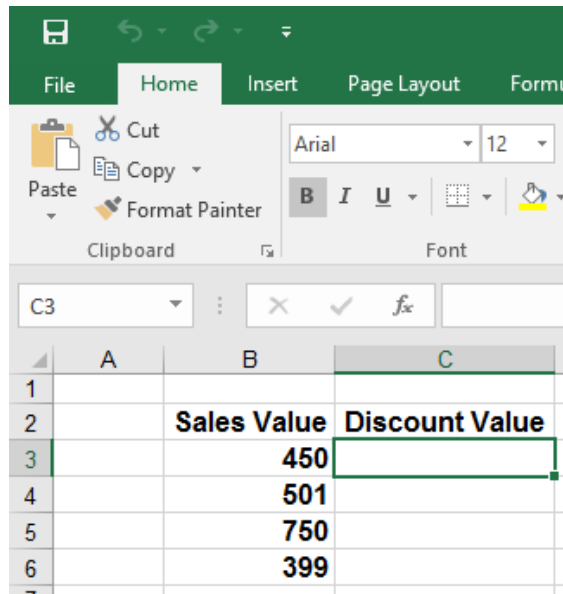 File Home Insert Page Layout Formu
Cut
Arial 12
Copy
Paste
B I U
Format Painter
Clipboard Font
C3 fx
A B C
1
2 Sales Value Discount Value
3 450
4 501
5 750
6 399